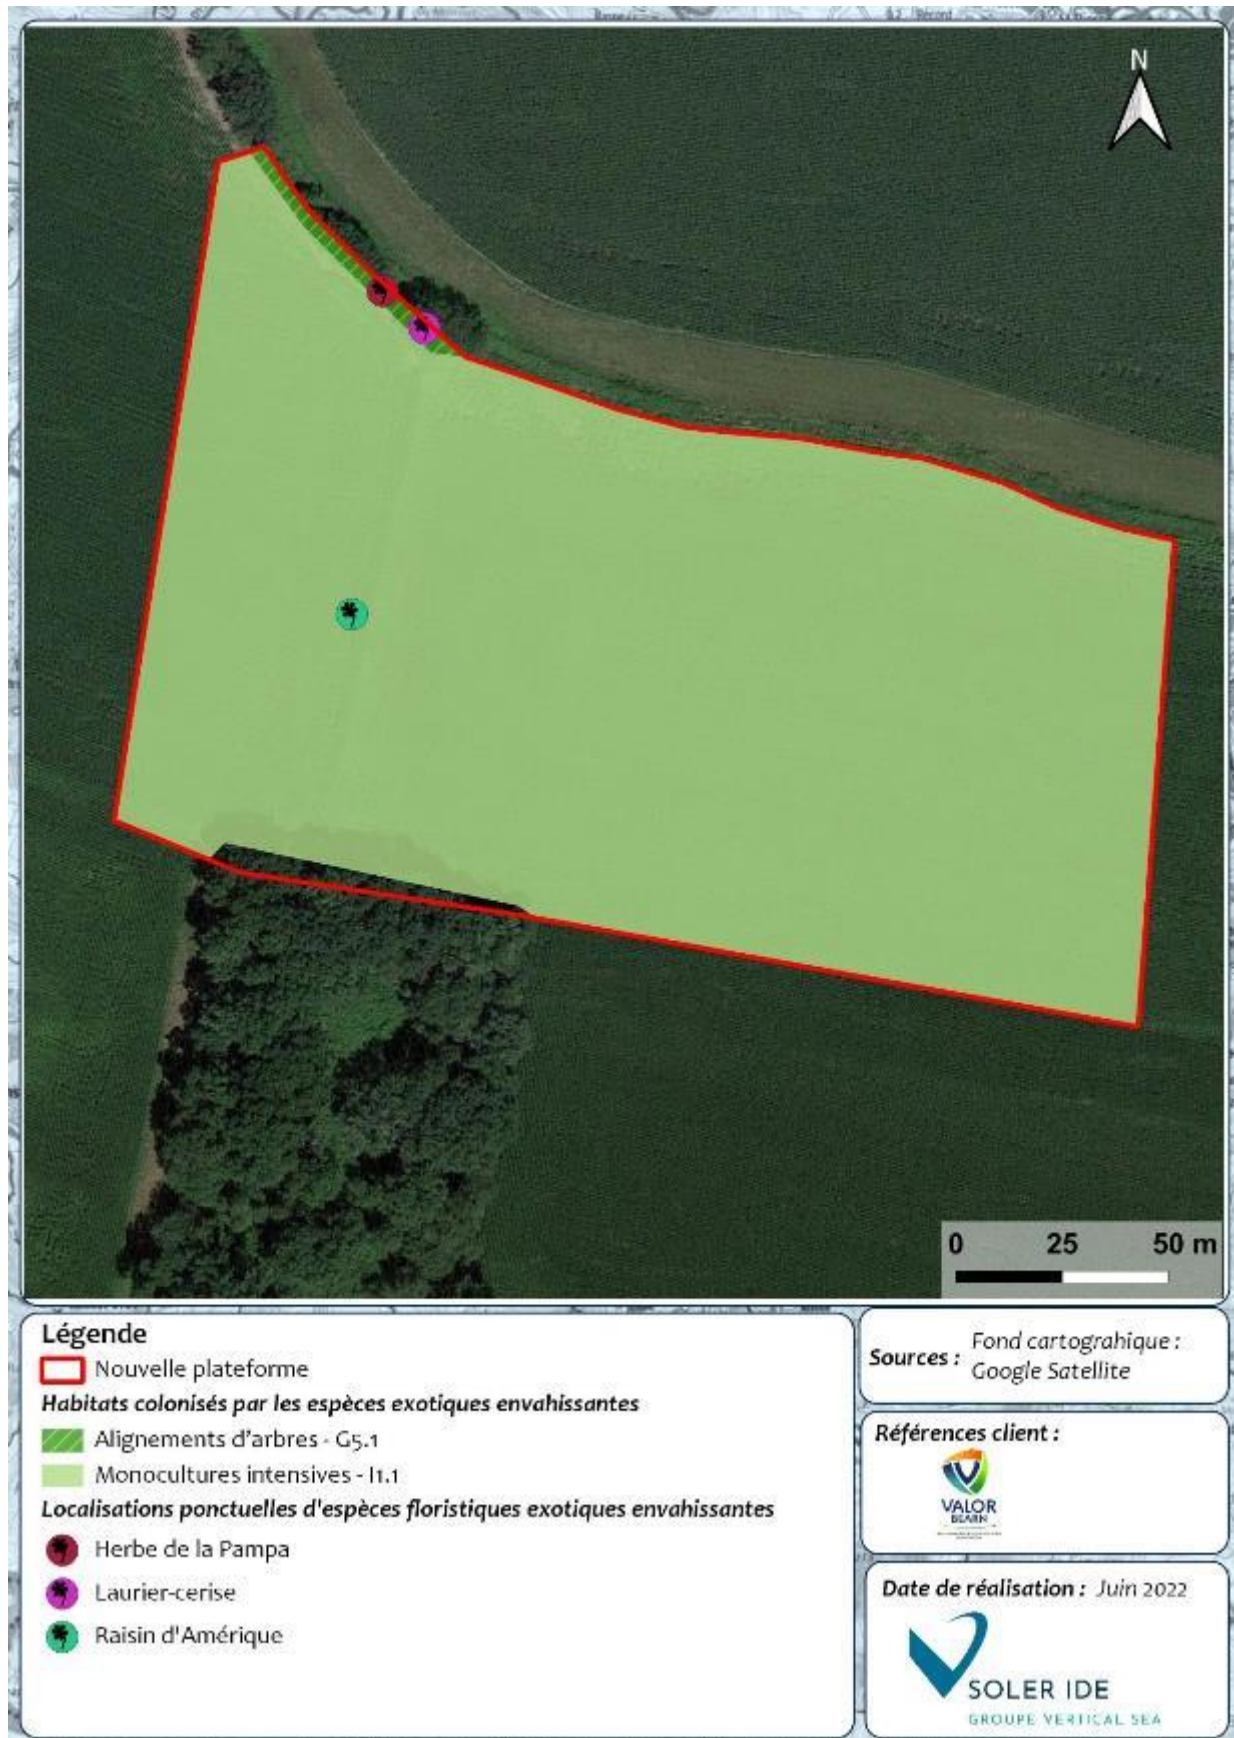 N
0 25 50 m
Légende
Nouvelle plateforme
Habitats colonisés par les espèces exotiques envahissantes
Alignements d'arbres - G5.1
Monocultures intensives - I1.1
Localisations ponctuelles d'espèces floristiques exotiques envahissantes
Herbe de la Pampa
Laurier-cerise
Raisin d'Amérique
Sources : Fond cartograhique :
Google Satellite
Références client :
VALOR
BEARN
Date de réalisation : Juin 2022
SOLER IDE
GROUPE VERTICAL SEA